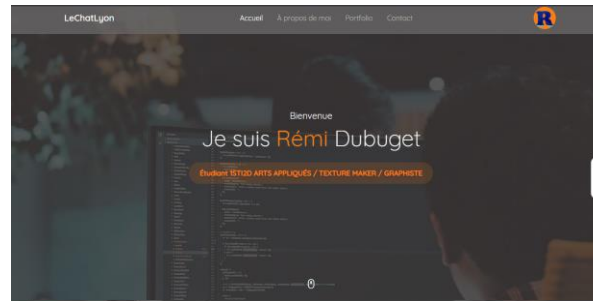 LeChatLyon
Accueil
À propos de moi
Portfolio
Contact
R
Bienvenue
Je suis Rémi Dubuget
Étudiant 1STI2D ARTS APPLIQUÉS / TEXTURE MAKER / GRAPHISTE